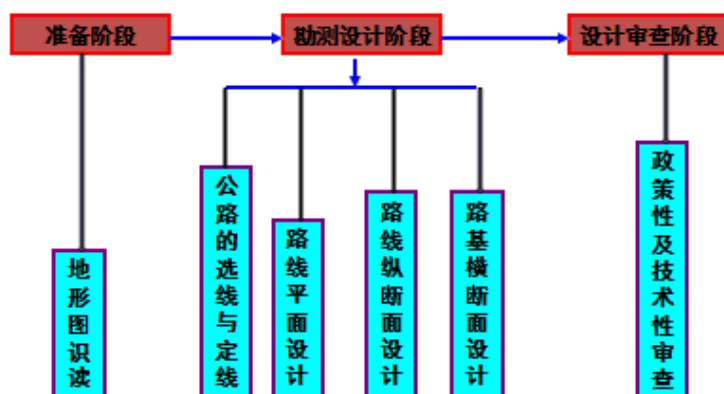 准备阶段
勘测设计阶段
设计审查阶段
地形图识读
公路的选线与定线
路线平面设计
路线纵断面设计
路基横断面设计
政策性及技术性审查